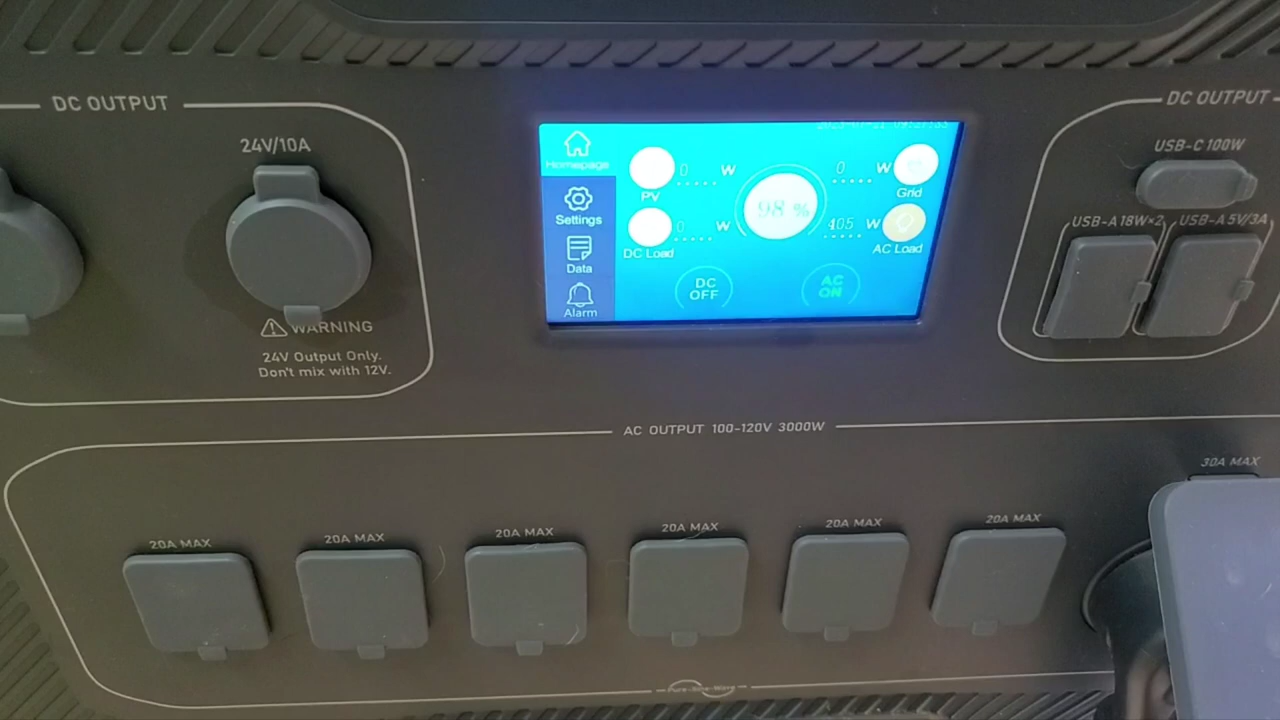 DC OUTPUT
24V/10A
WARNING
24V Output Only.
Don't mix with 12V.
Homepage
Settings
Data
Alarm
0 W
PV
0 W
DC Load
98 %
0 W
Grid
405 W
AC Load
DC
OFF
AC
ON
DC OUTPUT
USB-C 100W
USB-A 18W×2
USB-A 5V/3A
AC OUTPUT 100-120V 3000W
20A MAX
20A MAX
20A MAX
20A MAX
20A MAX
20A MAX
30A MAX
Pure-Sine-Wave